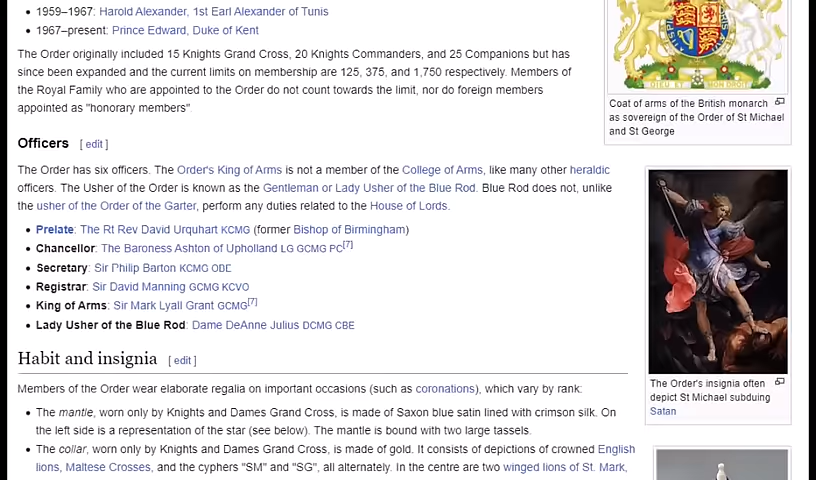 1959–1967: Harold Alexander, 1st Earl Alexander of Tunis
1967–present: Prince Edward, Duke of Kent
The Order originally included 15 Knights Grand Cross, 20 Knights Commanders, and 25 Companions but has
since been expanded and the current limits on membership are 125, 375, and 1,750 respectively. Members of
the Royal Family who are appointed to the Order do not count towards the limit, nor do foreign members
appointed as "honorary members".
DIEU ET MON DROIT
Coat of arms of the British monarch
as sovereign of the Order of St Michael
and St George
Officers [ edit ]
The Order has six officers. The Order's King of Arms is not a member of the College of Arms, like many other heraldic
officers. The Usher of the Order is known as the Gentleman or Lady Usher of the Blue Rod. Blue Rod does not, unlike
the usher of the Order of the Garter, perform any duties related to the House of Lords.
Prelate: The Rt Rev David Urquhart KCMG (former Bishop of Birmingham)
Chancellor: The Baroness Ashton of Upholland LG GCMG PC[7]
Secretary: Sir Philip Barton KCMG OBE
Registrar: Sir David Manning GCMG KCVO
King of Arms: Sir Mark Lyall Grant GCMG[7]
Lady Usher of the Blue Rod: Dame DeAnne Julius DCMG CBE
The Order's insignia often
depict St Michael subduing
Satan
Habit and insignia [ edit ]
Members of the Order wear elaborate regalia on important occasions (such as coronations), which vary by rank:
The mantle, worn only by Knights and Dames Grand Cross, is made of Saxon blue satin lined with crimson silk. On
the left side is a representation of the star (see below). The mantle is bound with two large tassels.
The collar, worn only by Knights and Dames Grand Cross, is made of gold. It consists of depictions of crowned English
lions, Maltese Crosses, and the cyphers "SM" and "SG", all alternately. In the centre are two winged lions of St. Mark,